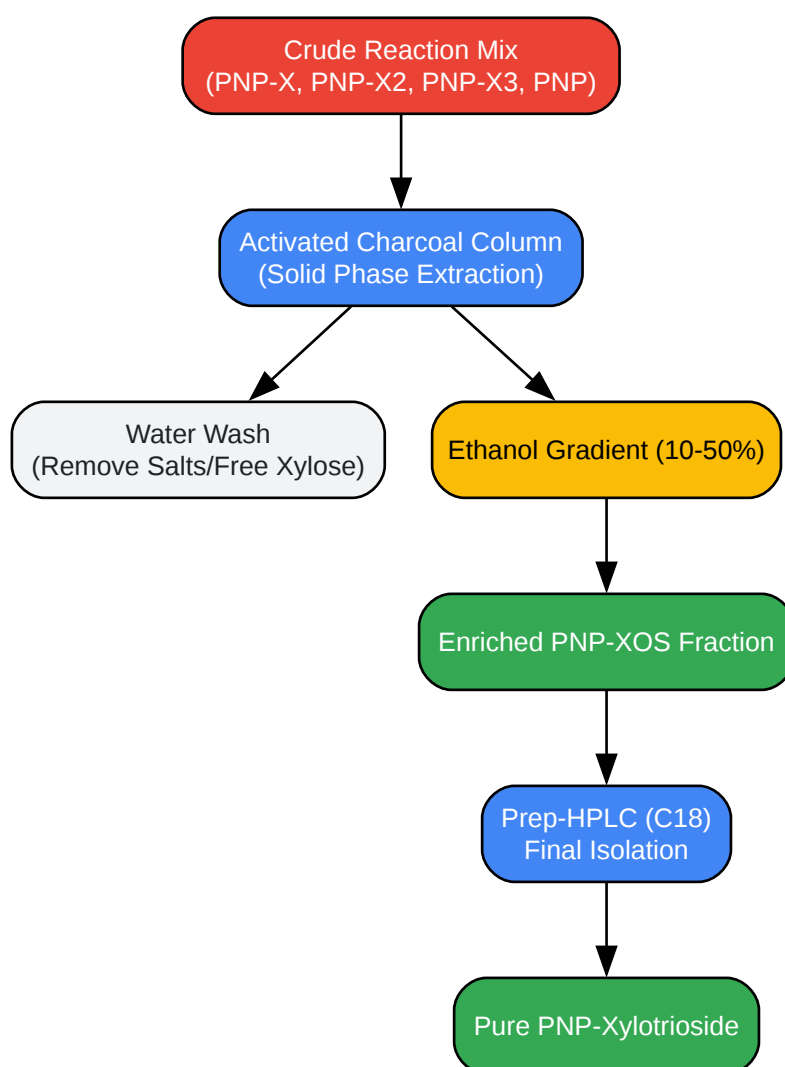 Crude Reaction Mix
(PNP-X, PNP-X2, PNP-X3, PNP)
Activated Charcoal Column
(Solid Phase Extraction)
Water Wash
(Remove Salts/Free Xylose)
Ethanol Gradient (10-50%)
Enriched PNP-XOS Fraction
Prep-HPLC (C18)
Final Isolation
Pure PNP-Xylotrioside